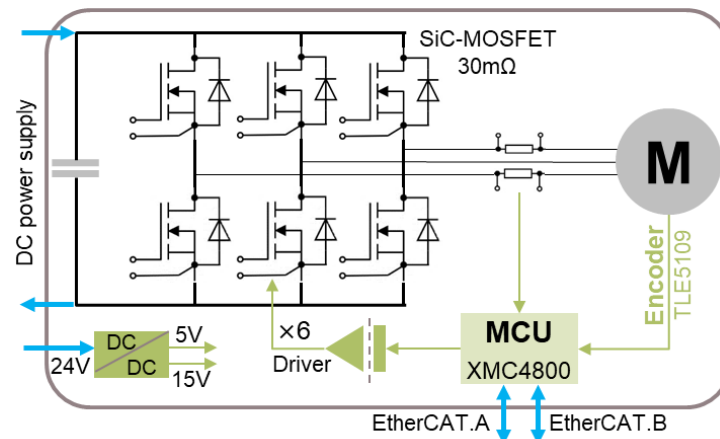 SiC-MOSFET
30mΩ
DC power supply
M
Encoder
TLE5109
×6
Driver
MCU
XMC4800
24V
DC
DC
5V
15V
EtherCAT.A
EtherCAT.B